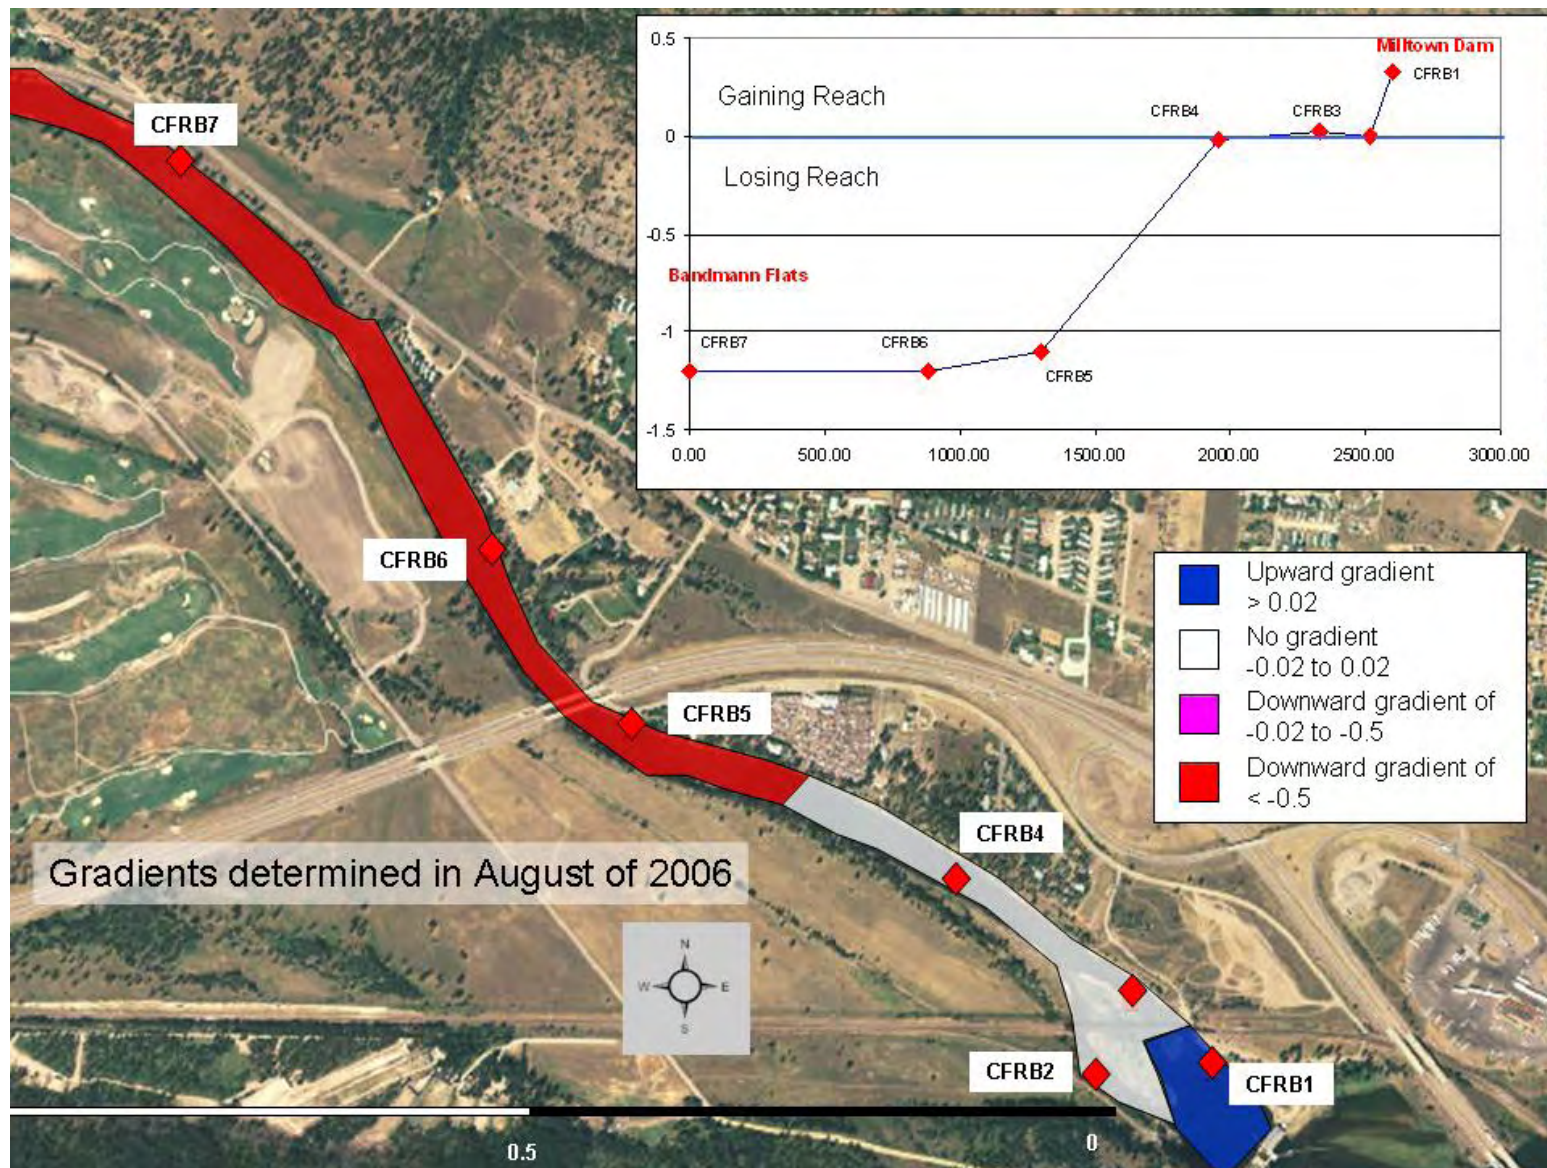 0.5
Milltown Dam
CFRB1
Gaining Reach
CFRB4
CFRB3
0
Losing Reach
-0.5
Bandmann Flats
-1
CFRB7
CFRB6
CFRB5
-1.5
0.00
500.00
1000.00
1500.00
2000.00
2500.00
3000.00
CFRB7
CFRB6
Upward gradient
> 0.02
No gradient
-0.02 to 0.02
Downward gradient of
-0.02 to -0.5
Downward gradient of
< -0.5
CFRB5
CFRB4
Gradients determined in August of 2006
N
W
E
S
CFRB2
CFRB1
0.5
0